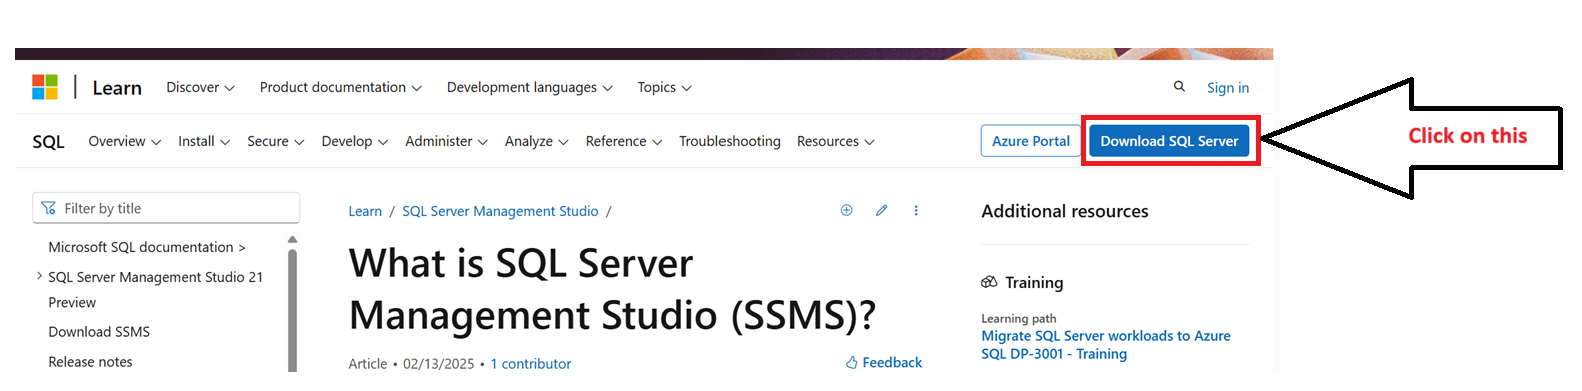 Learn Discover Product documentation Development languages Topics Sign in
SQL Overview Install Secure Develop Administer Analyze Reference Troubleshooting Resources Azure Portal Download SQL Server
Click on this
Filter by title
Microsoft SQL documentation >
SQL Server Management Studio 21
Preview
Download SSMS
Release notes
Learn / SQL Server Management Studio /
What is SQL Server
Management Studio (SSMS)?
Article • 02/13/2025 • 1 contributor
Feedback
Additional resources
Training
Learning path
Migrate SQL Server workloads to Azure
SQL DP-3001 - Training